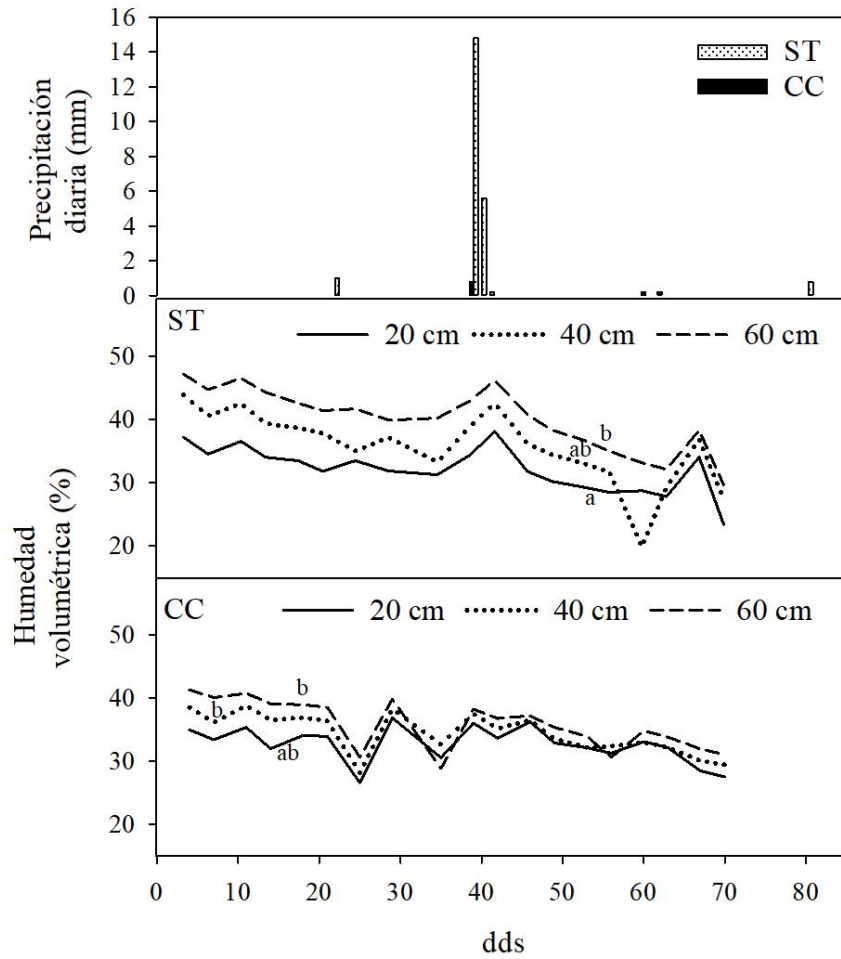 Precipitación
diaria (mm)
16
14
12
10
8
6
4
2
0
ST
CC
Humedad
volumétrica (%)
ST
20 cm
40 cm
60 cm
50
40
30
20
b
ab
a
CC
20 cm
40 cm
60 cm
50
40
30
20
b
b
ab
0 10 20 30 40 50 60 70 80
dds